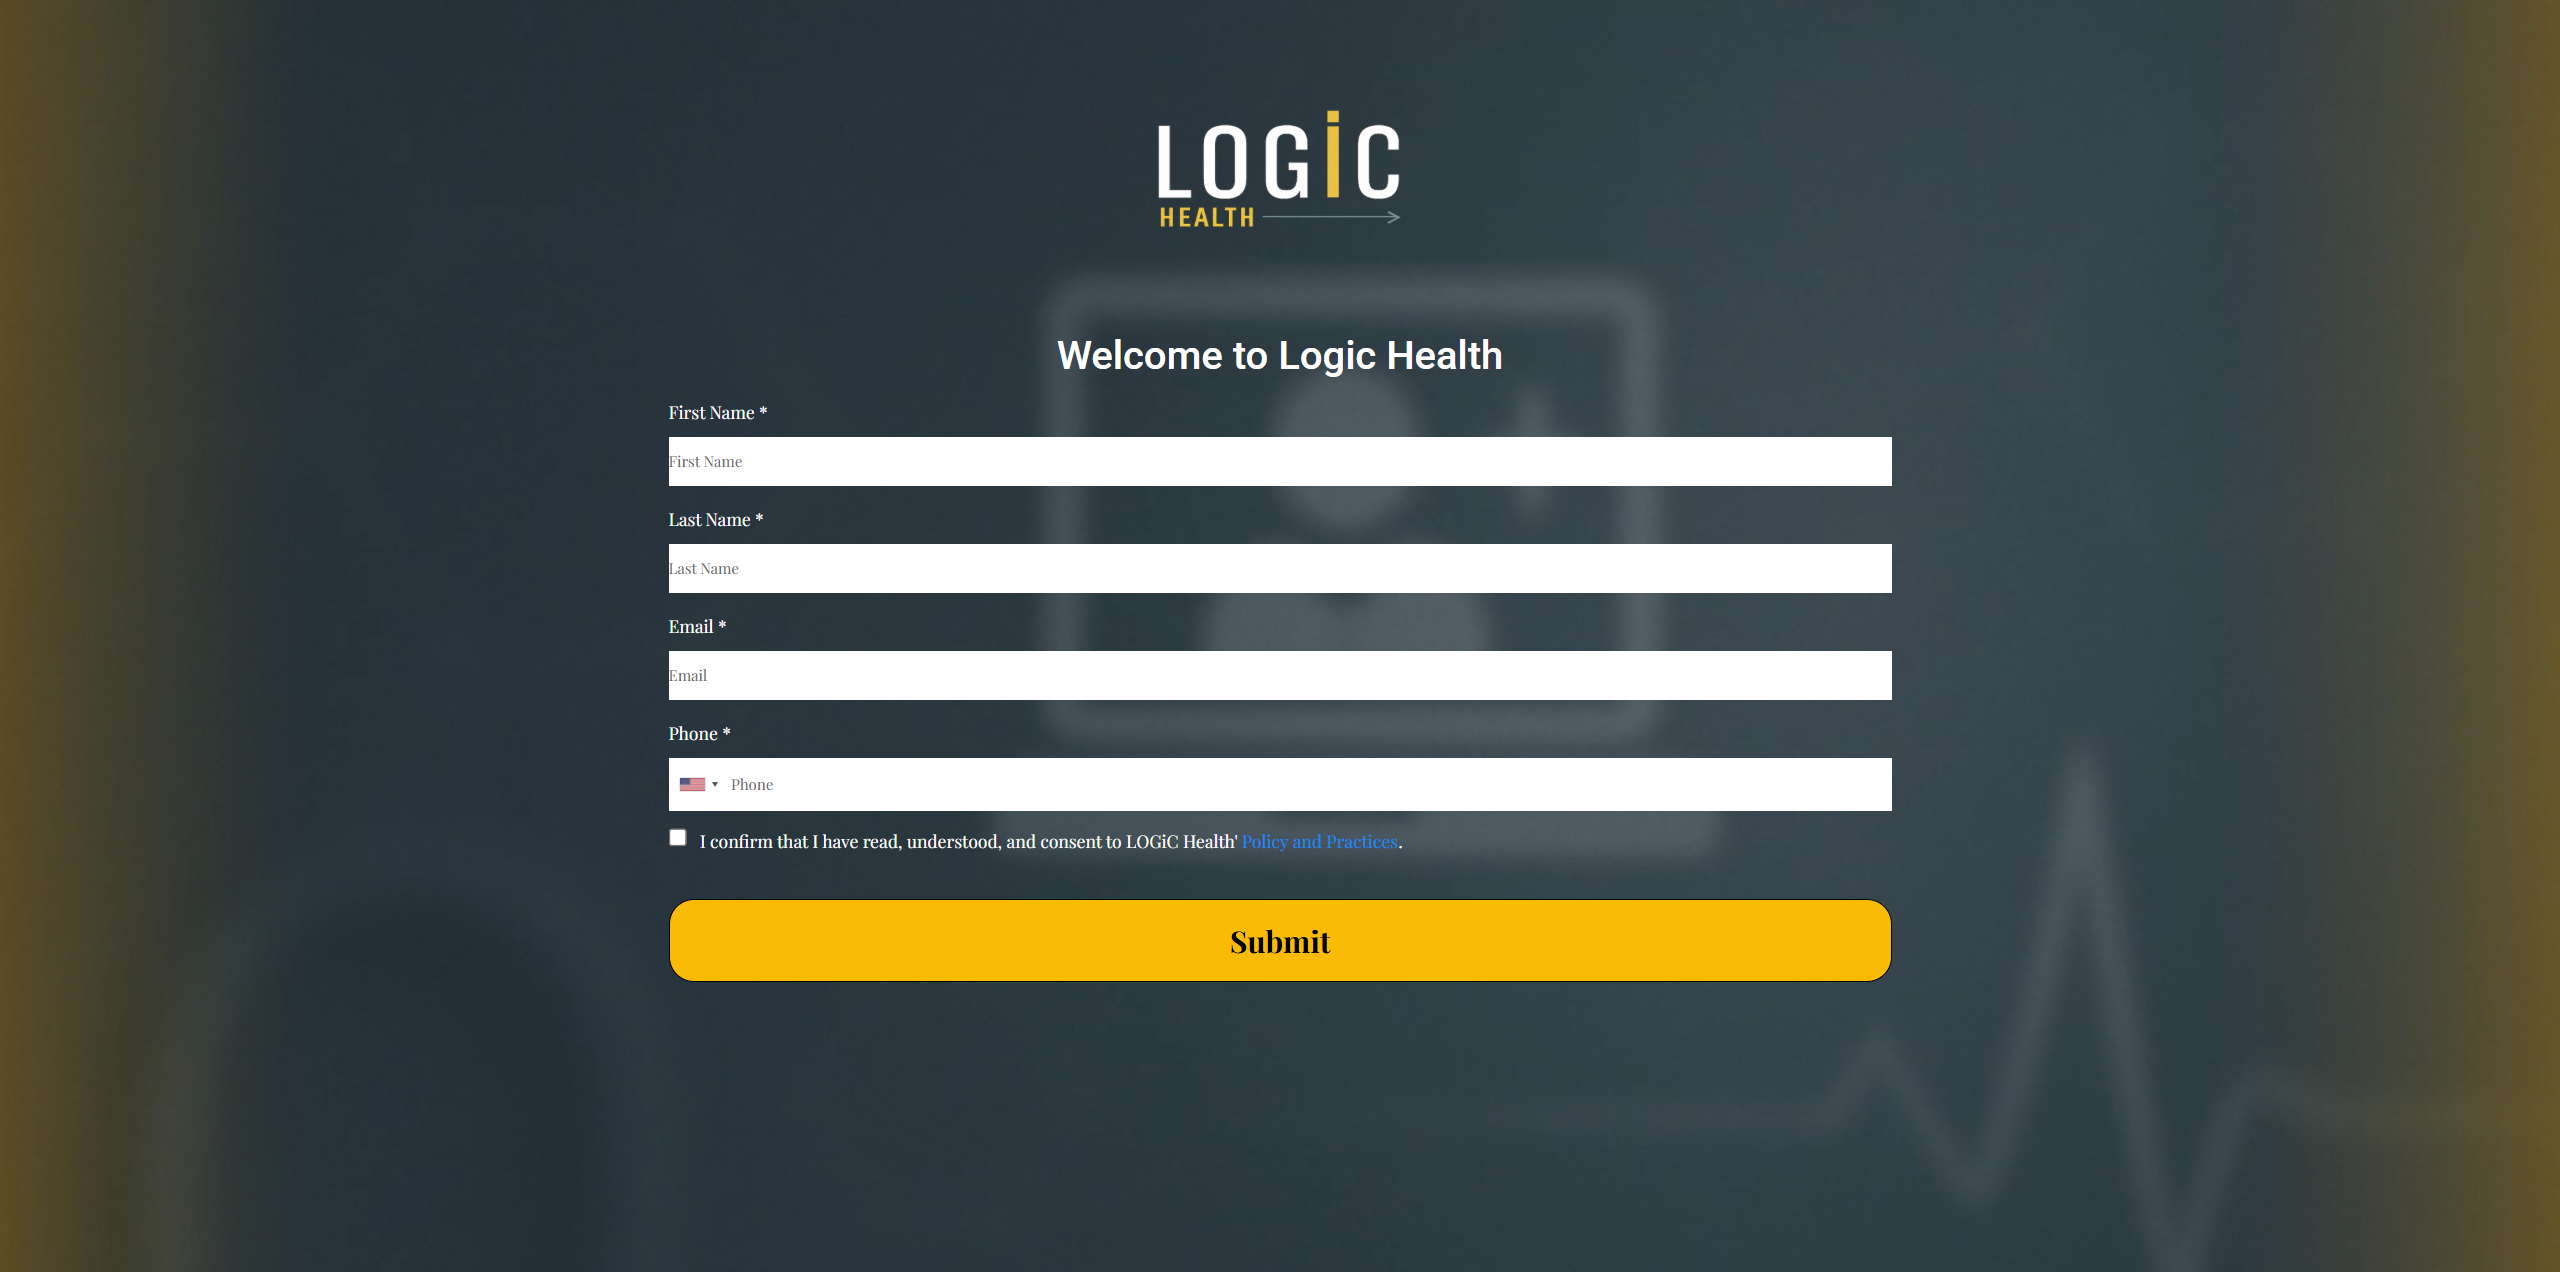 LOGiC
HEALTH
Welcome to Logic Health
First Name *
First Name
Last Name *
Last Name
Email *
Email
Phone *
Phone
I confirm that I have read, understood, and consent to LOGiC Health' Policy and Practices.
Submit